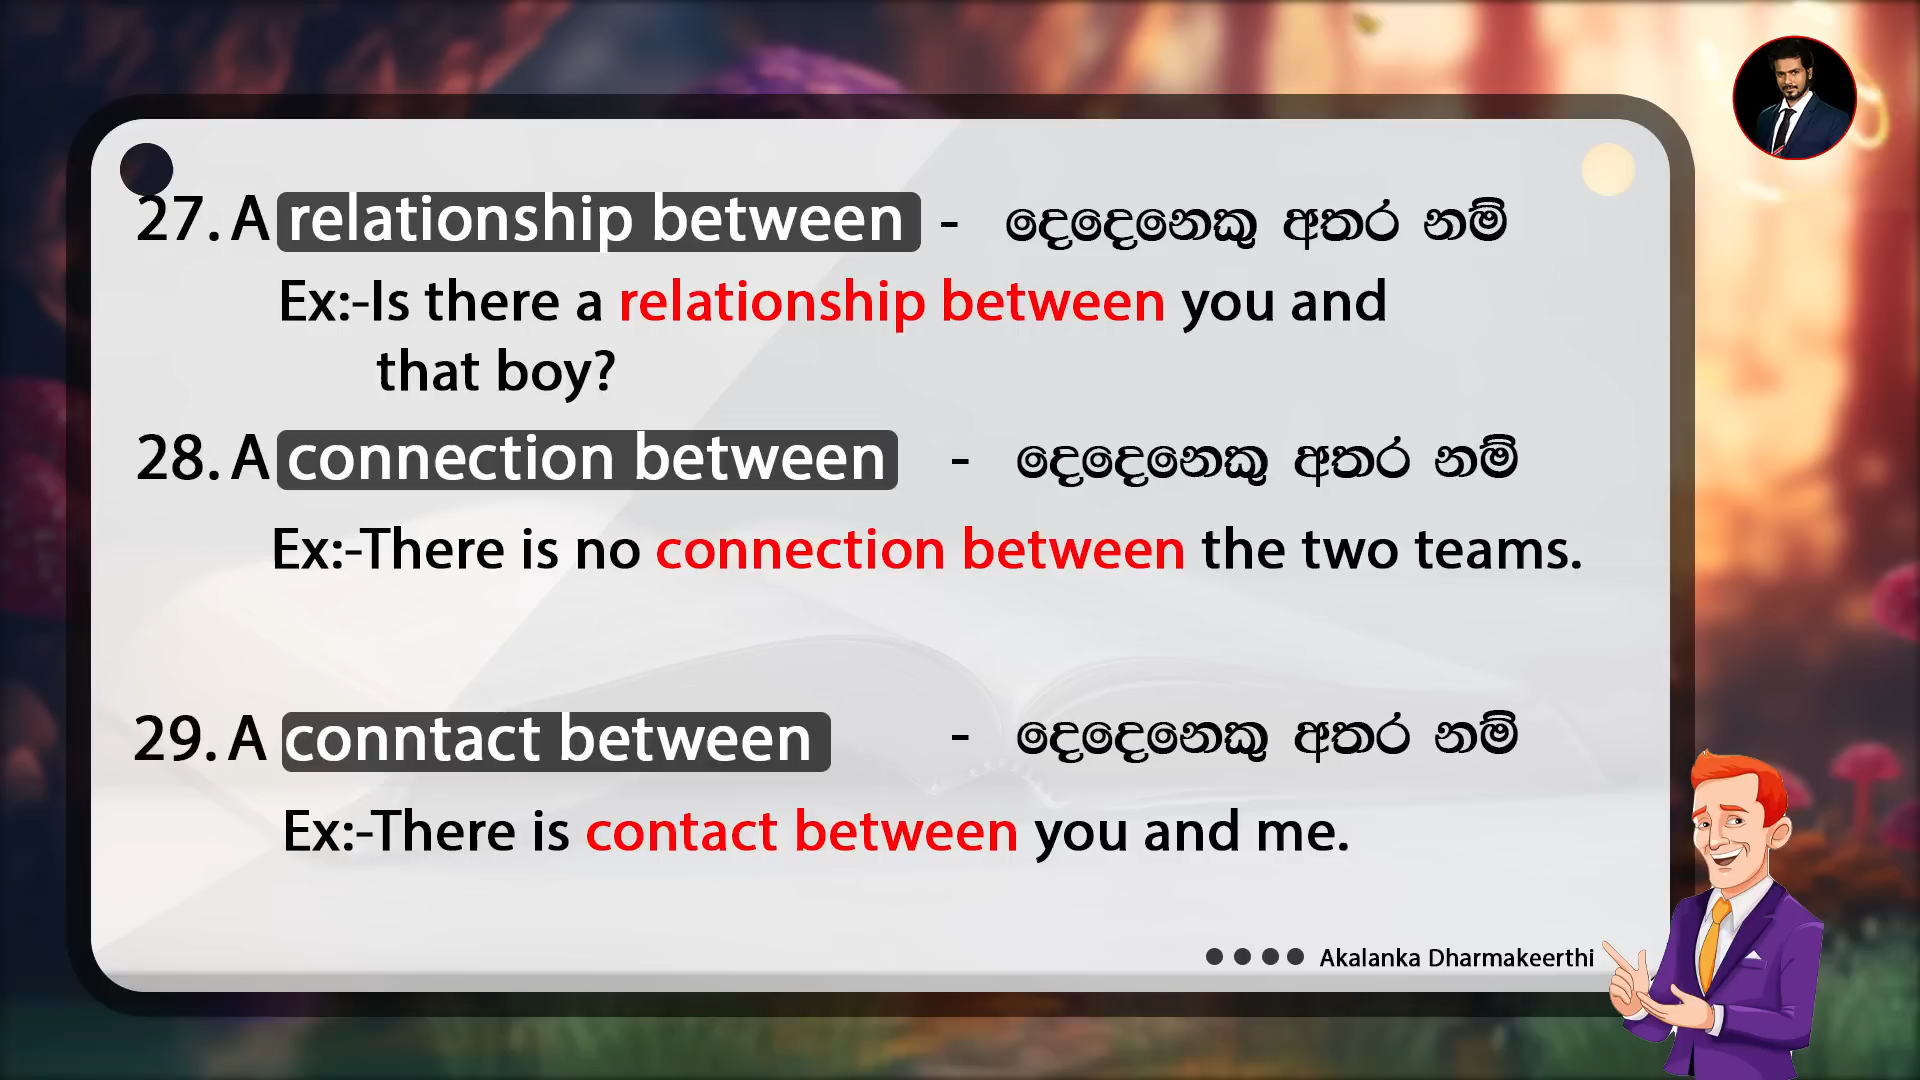 27. A relationship between - දෙදෙනෙකු අතර නම්
Ex:-Is there a relationship between you and
that boy?
28. A connection between - දෙදෙනෙකු අතර නම්
Ex:-There is no connection between the two teams.
29. A conntact between - දෙදෙනෙකු අතර නම්
Ex:-There is contact between you and me.
Akalanka Dharmakeerthi